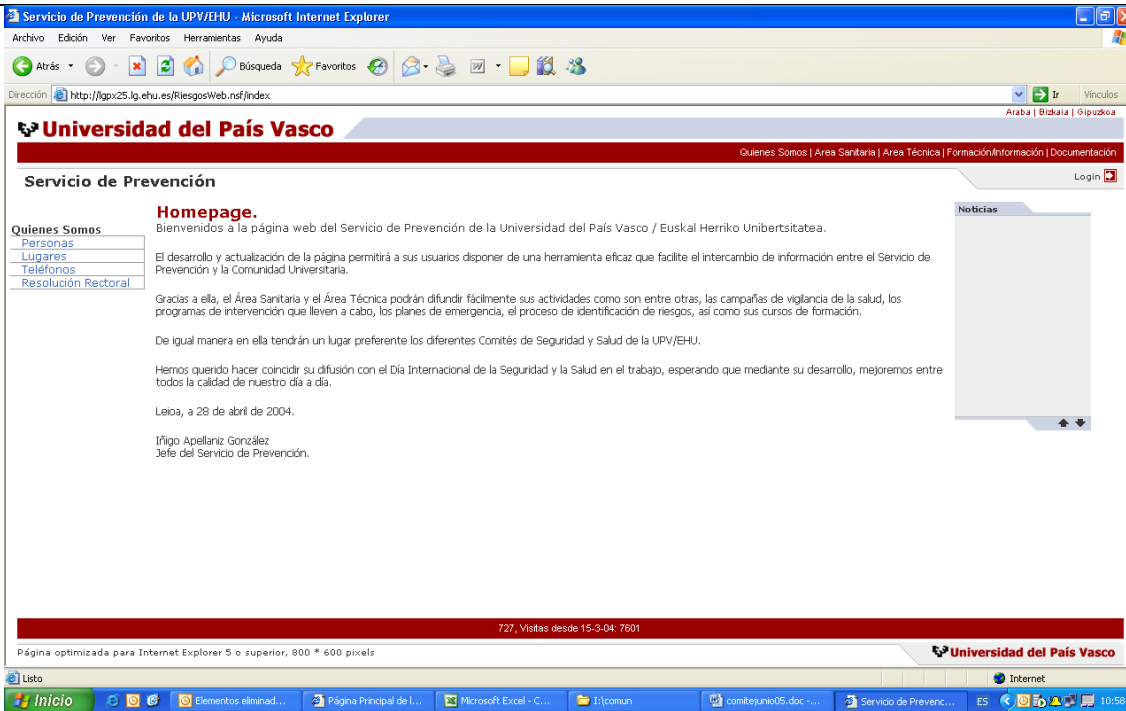 Servicio de Prevención de la UPV/EHU - Microsoft Internet Explorer
Archivo Edición Ver Favoritos Herramientas Ayuda
Atrás Búsqueda Favoritos
Dirección http://lgpx25.lg.ehu.es/RiesgosWeb.nsf/index Ir Vínculos
Araba | Bizkaia | Gipuzkoa
Universidad del País Vasco
Quienes Somos | Area Sanitaria | Area Técnica | Formación/Información | Documentación
Servicio de Prevención
Login
Quienes Somos
Personas
Lugares
Teléfonos
Resolución Rectoral
Homepage.
Bienvenidos a la página web del Servicio de Prevención de la Universidad del País Vasco / Euskal Herriko Unibertsitatea.
El desarrollo y actualización de la página permitirá a sus usuarios disponer de una herramienta eficaz que facilite el intercambio de información entre el Servicio de
Prevención y la Comunidad Universitaria.
Gracias a ella, el Área Sanitaria y el Área Técnica podrán difundir fácilmente sus actividades como son entre otras, las campañas de vigilancia de la salud, los
programas de intervención que lleven a cabo, los planes de emergencia, el proceso de identificación de riesgos, así como sus cursos de formación.
De igual manera en ella tendrán un lugar preferente los diferentes Comités de Seguridad y Salud de la UPV/EHU.
Hemos querido hacer coincidir su difusión con el Día Internacional de la Seguridad y la Salud en el trabajo, esperando que mediante su desarrollo, mejoremos entre
todos la calidad de nuestro día a día.
Leioa, a 28 de abril de 2004.
Iñigo Apellaniz González
Jefe del Servicio de Prevención.
Noticias
727, Visitas desde 15-3-04: 7601
Página optimizada para Internet Explorer 5 o superior, 800 * 600 pixels
Universidad del País Vasco
Listo Internet
Inicio Elementos eliminad... Página Principal de l... Microsoft Excel - C... I:\comun comitejunio05.doc -... Servicio de Prevenc... ES 10:58